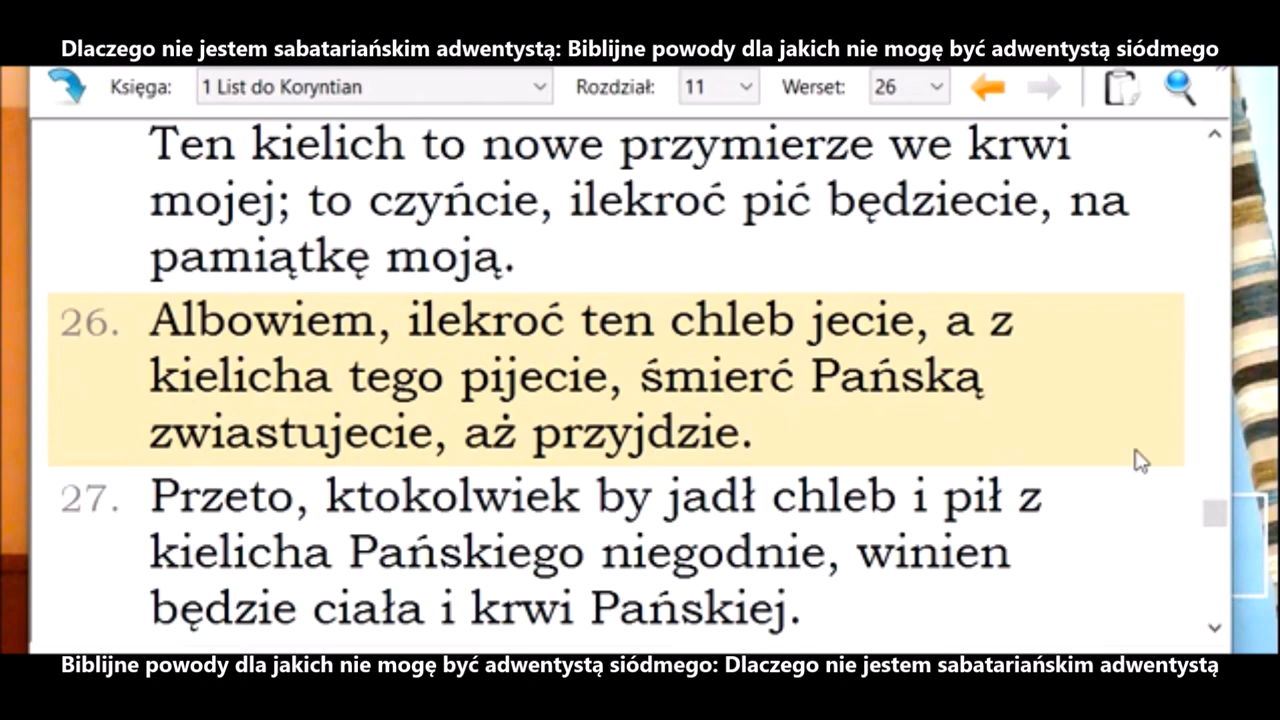 Dlaczego nie jestem sabatariańskim adwentystą: Biblijne powody dla jakich nie mogę być adwentystą siódmego
Księga: 1 List do Koryntian Rozdział: 11 Werset: 26
Ten kielich to nowe przymierze we krwi
mojej; to czyńcie, ilekroć pić będziecie, na
pamiątkę moją.
26. Albowiem, ilekroć ten chleb jecie, a z
kielicha tego pijecie, śmierć Pańską
zwiastujecie, aż przyjdzie.
27. Przeto, ktokolwiek by jadł chleb i pił z
kielicha Pańskiego niegodnie, winien
będzie ciała i krwi Pańskiej.
Biblijne powody dla jakich nie mogę być adwentystą siódmego: Dlaczego nie jestem sabatariańskim adwentystą